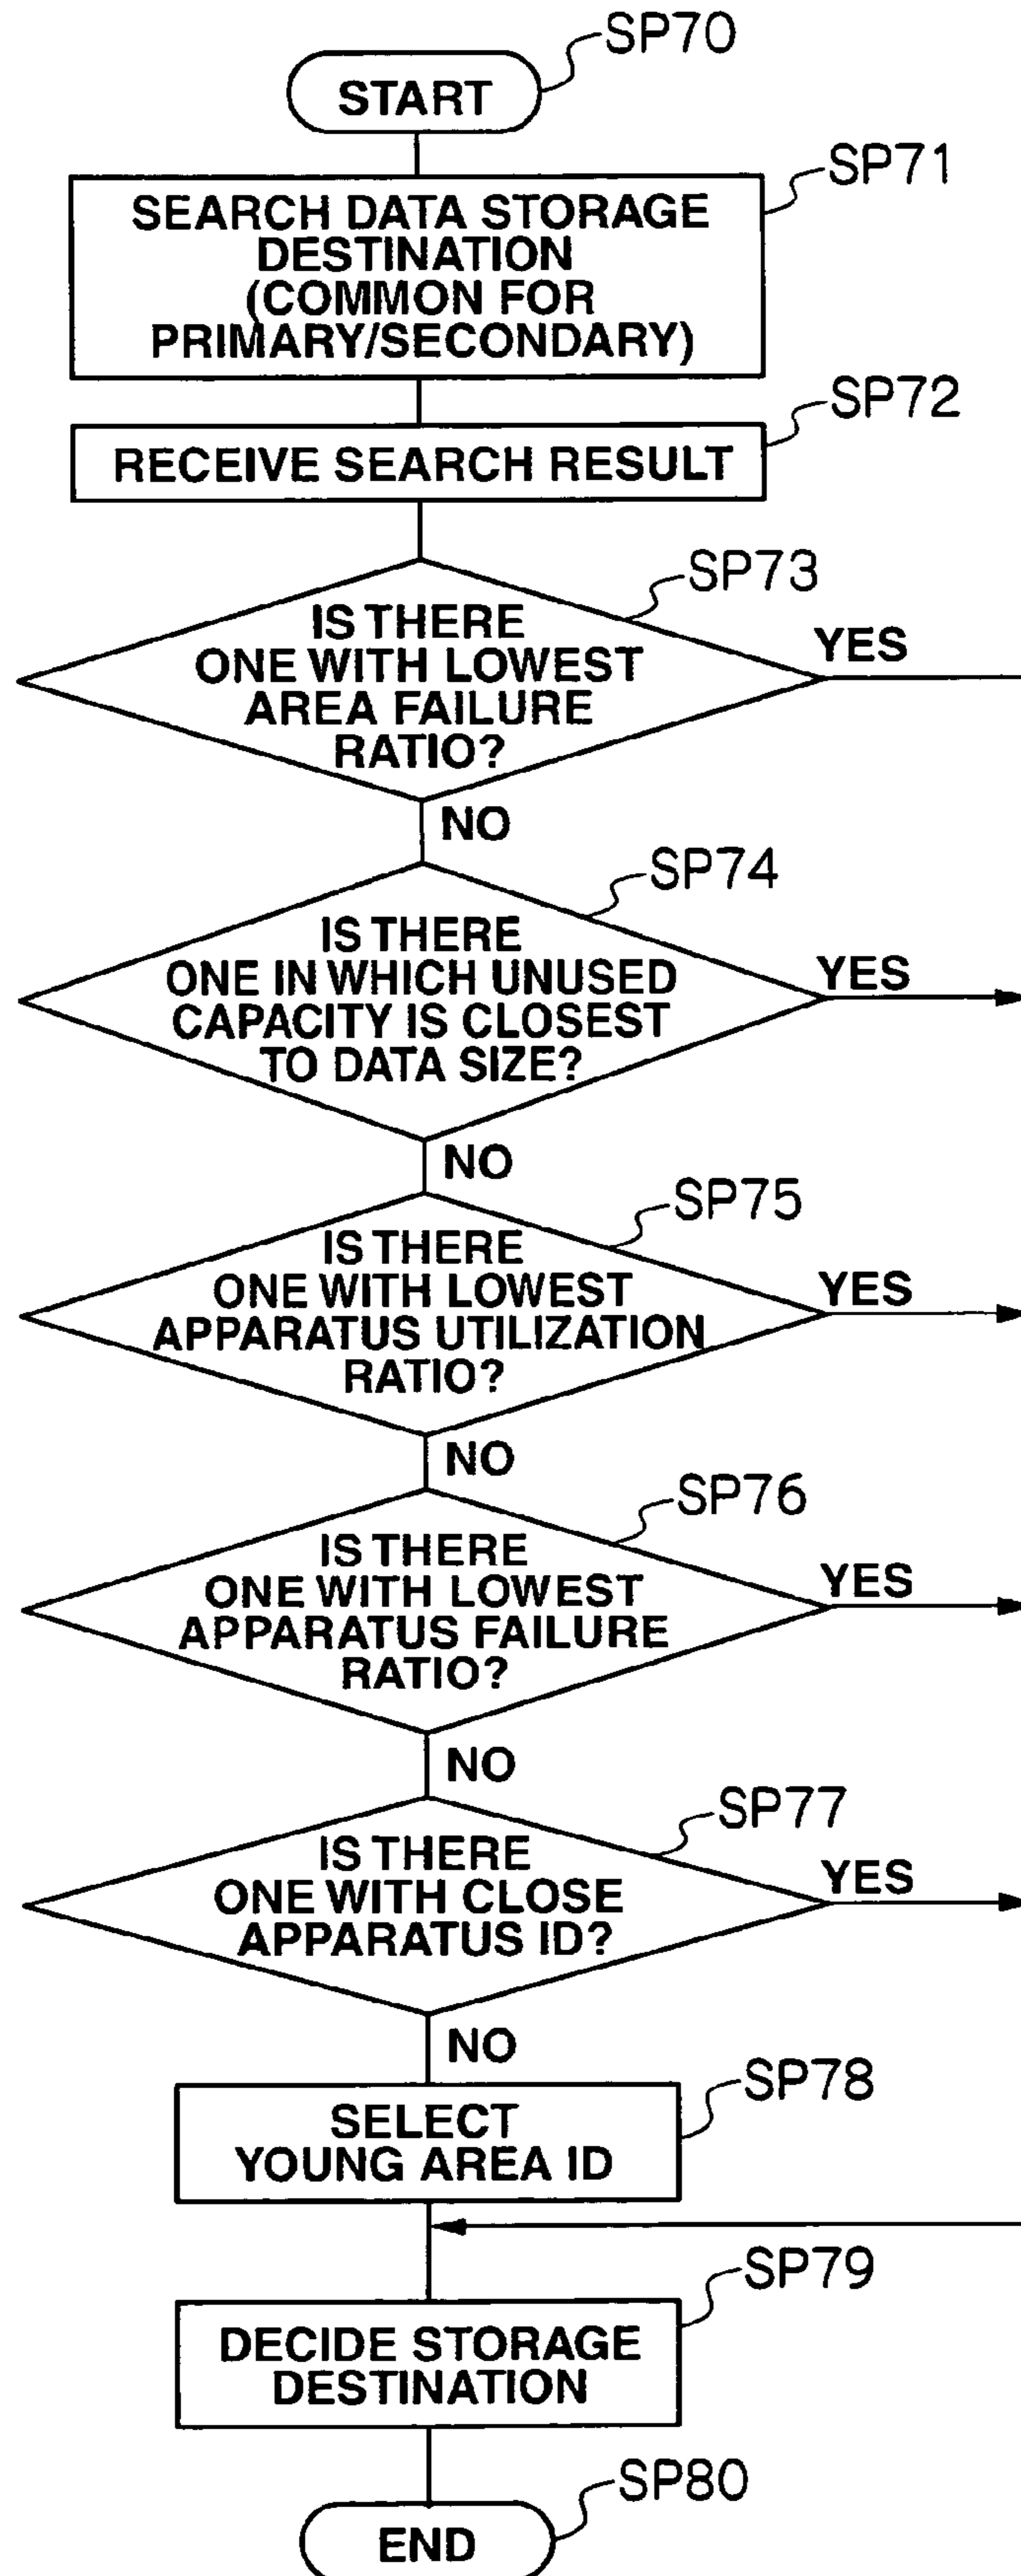 SP70
START
SP71
SEARCH DATA STORAGE
DESTINATION
(COMMON FOR
PRIMARY/SECONDARY)
SP72
RECEIVE SEARCH RESULT
SP73
IS THERE
ONE WITH LOWEST
AREA FAILURE
RATIO?
YES
NO
SP74
IS THERE
ONE IN WHICH UNUSED
CAPACITY IS CLOSEST
TO DATA SIZE?
YES
NO
SP75
IS THERE
ONE WITH LOWEST
APPARATUS UTILIZATION
RATIO?
YES
NO
SP76
IS THERE
ONE WITH LOWEST
APPARATUS FAILURE
RATIO?
YES
NO
SP77
IS THERE
ONE WITH CLOSE
APPARATUS ID?
YES
NO
SP78
SELECT
YOUNG AREA ID
SP79
DECIDE STORAGE
DESTINATION
SP80
END